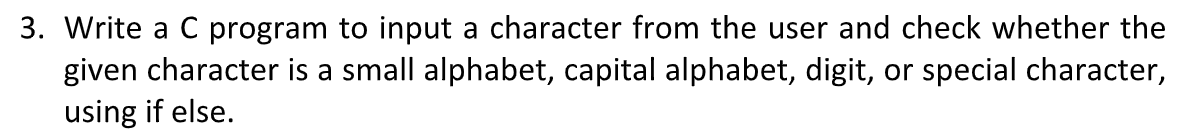 3. Write a C program to input a character from the user and check whether the
given character is a small alphabet, capital alphabet, digit, or special character,
using if else.